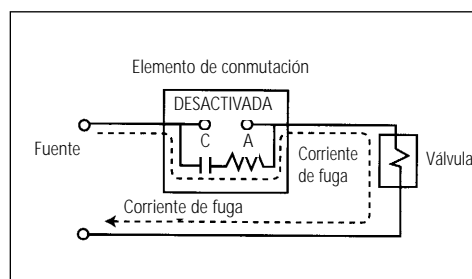 Elemento de conmutación
DESACTIVADA
C A
Fuente
Corriente
de fuga
Válvula
Corriente de fuga